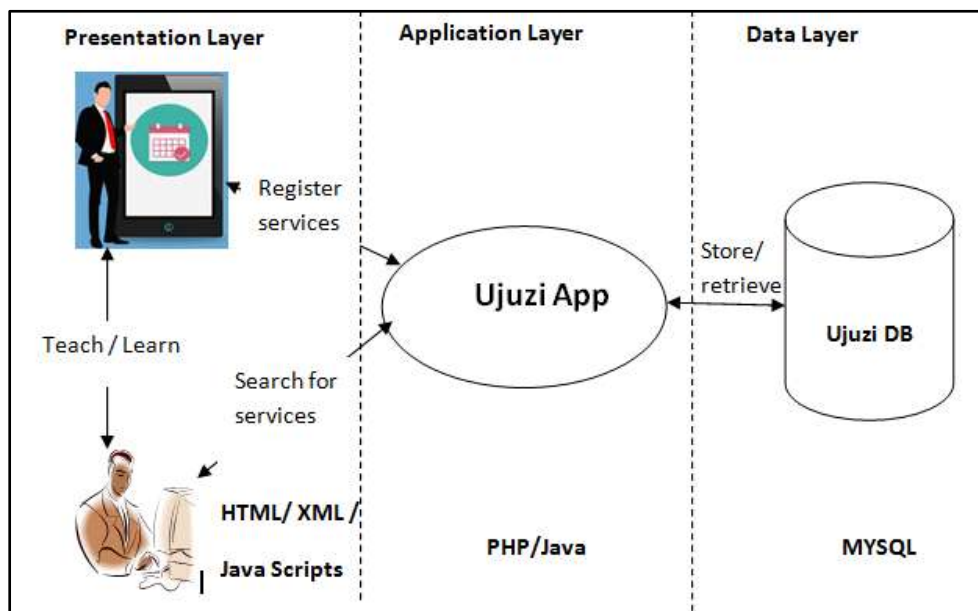 Presentation Layer
Application Layer
Data Layer
Register
services
Store/
retrieve
Ujuzi App
Ujuzi DB
Teach / Learn
Search for
services
HTML/ XML /
Java Scripts
PHP/Java
MYSQL